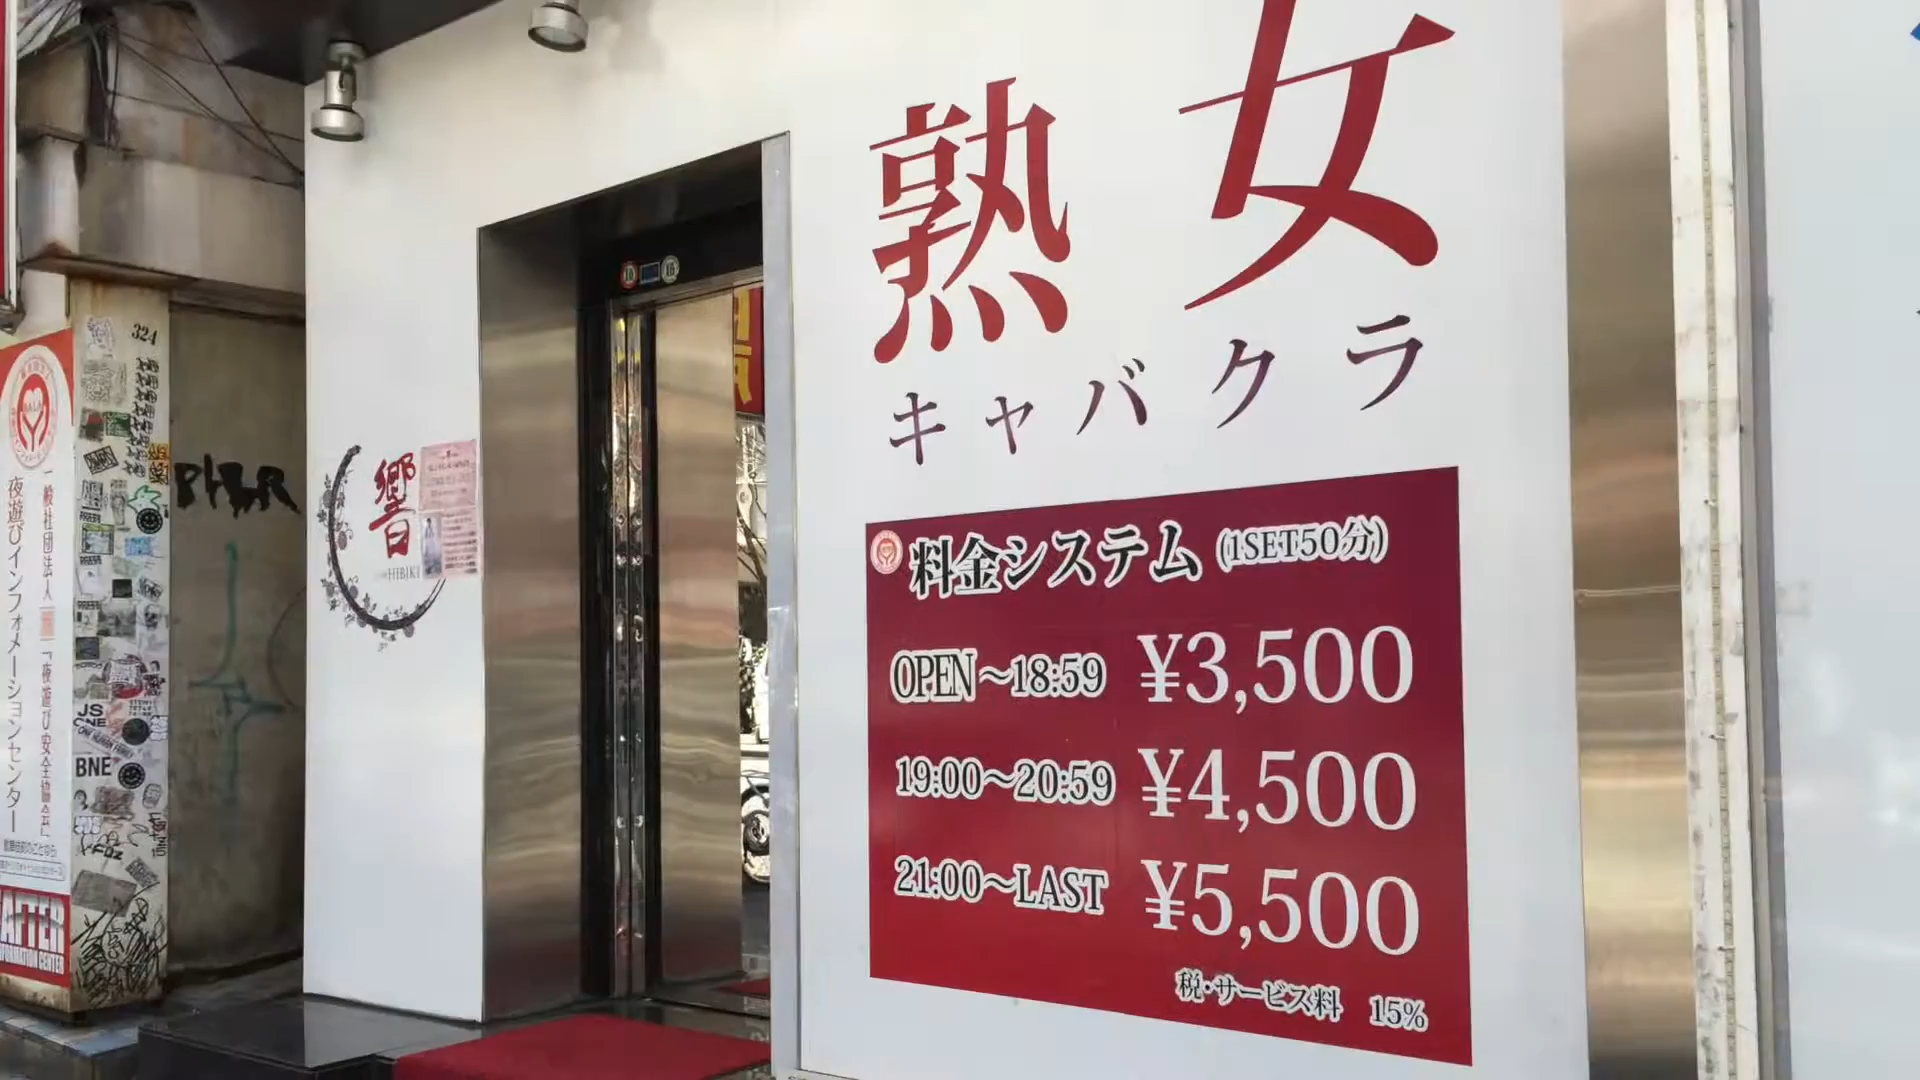 熟女
キャバクラ
料金システム (1SET50分)
OPEN～18:59 ¥3,500
19:00～20:59 ¥4,500
21:00～LAST ¥5,500
税・サービス料 15%
響
HIBIKI
一般社団法人
「夜遊び安全協会」
夜遊びインフォメーションセンター
AFTER
INFORMATION CENTER
324
JS
ONE
BNE